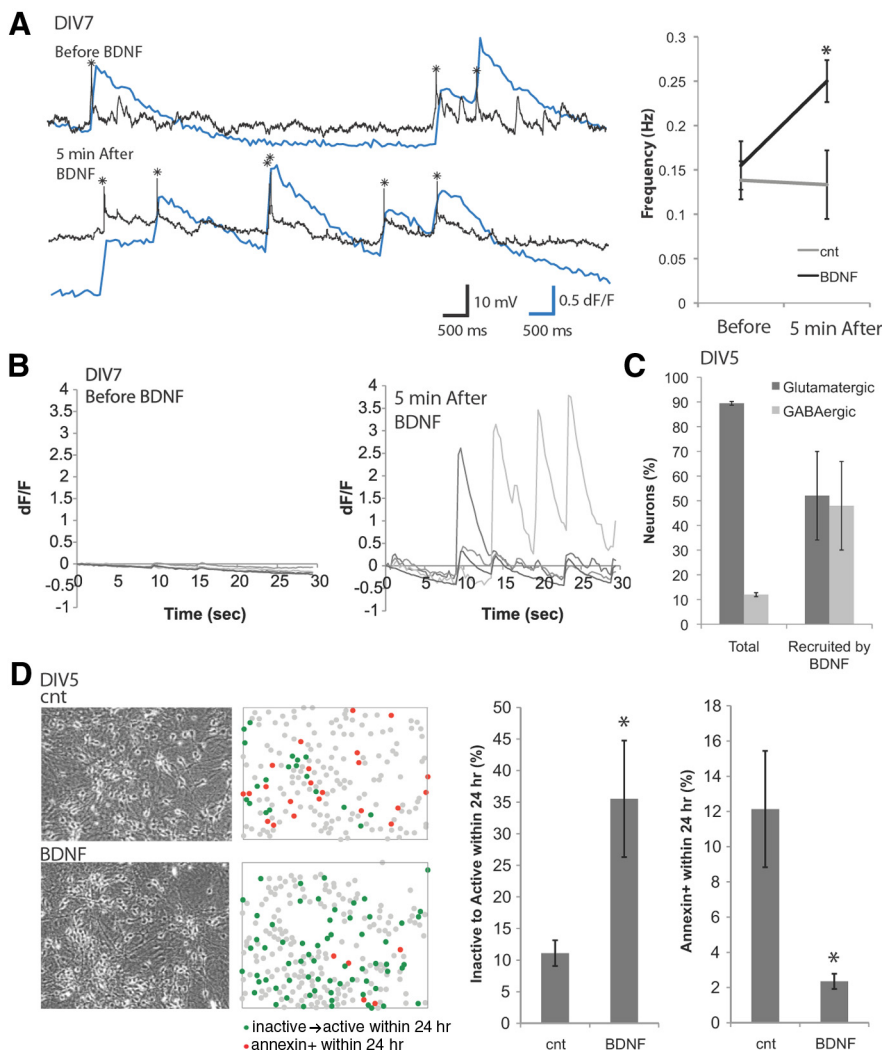 A
DIV7
Before BDNF
*
*
*
5 min After
BDNF
*
*
*
*
*
*
10 mV
0.5 dF/F
500 ms
500 ms
Frequency (Hz)
0.3
0.25
0.2
0.15
0.1
0.05
0
*
cnt
BDNF
Before
5 min After
B
DIV7
Before BDNF
dF/F
4
3.5
3
2.5
2
1.5
1
0.5
0
-0.5
-1
0
5
10
15
20
25
30
Time (sec)
5 min After
BDNF
dF/F
4
3.5
3
2.5
2
1.5
1
0.5
0
-0.5
-1
0
5
10
15
20
25
30
Time (sec)
C
DIV5
Neurons (%)
100
90
80
70
60
50
40
30
20
10
0
Glutamatergic
GABAergic
Total
Recruited by
BDNF
D
DIV5
cnt
BDNF
inactive→active within 24 hr
annexin+ within 24 hr
Inactive to Active within 24 hr (%)
50
45
40
35
30
25
20
15
10
5
0
*
cnt
BDNF
Annexin+ within 24 hr (%)
18
16
14
12
10
8
6
4
2
0
*
cnt
BDNF